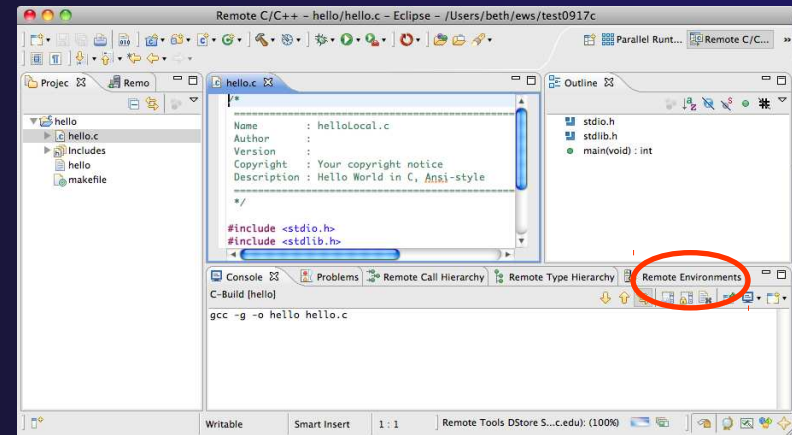 Remote C/C++ - hello/hello.c - Eclipse - /Users/beth/ews/test0917c
Parallel Runt... Remote C/C... »
Projec Remo
hello.c
Outline
hello
hello.c
Includes
hello
makefile
/*
Name : helloLocal.c
Author :
Version :
Copyright : Your copyright notice
Description : Hello World in C, Ansi-style
*/
#include <stdio.h>
#include <stdlib.h>
stdio.h
stdlib.h
main(void) : int
Console Problems Remote Call Hierarchy Remote Type Hierarchy Remote Environments
C-Build [hello]
gcc -g -o hello hello.c
Writable Smart Insert 1 : 1 Remote Tools DStore S...c.edu): (100%)